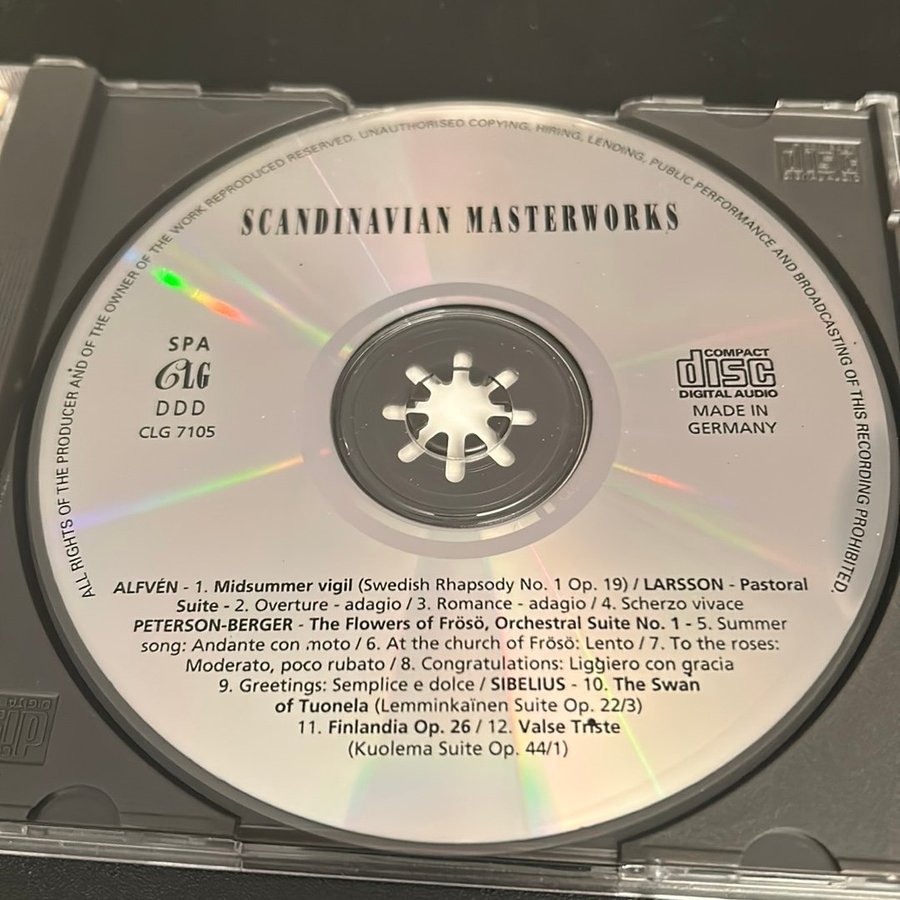 ALL RIGHTS OF THE PRODUCER AND OF THE OWNER OF THE WORK REPRODUCED RESERVED. UNAUTHORISED COPYING, HIRING, LENDING, PUBLIC PERFORMANCE AND BROADCASTING OF THIS RECORDING PROHIBITED.
SCANDINAVIAN MASTERWORKS
SPA
CLG
DDD
CLG 7105
COMPACT
disc
DIGITAL AUDIO
MADE IN
GERMANY
ALFVÉN - 1. Midsummer vigil (Swedish Rhapsody No. 1 Op. 19) / LARSSON - Pastoral
Suite - 2. Overture - adagio / 3. Romance - adagio / 4. Scherzo vivace
PETERSON-BERGER - The Flowers of Frösö, Orchestral Suite No. 1 - 5. Summer
song: Andante con moto / 6. At the church of Frösö: Lento / 7. To the roses:
Moderato, poco rubato / 8. Congratulations: Liggiero con gracia
9. Greetings: Semplice e dolce / SIBELIUS - 10. The Swan
of Tuonela (Lemminkaïnen Suite Op. 22/3)
11. Finlandia Op. 26 / 12. Valse Triste
(Kuolema Suite Op. 44/1)